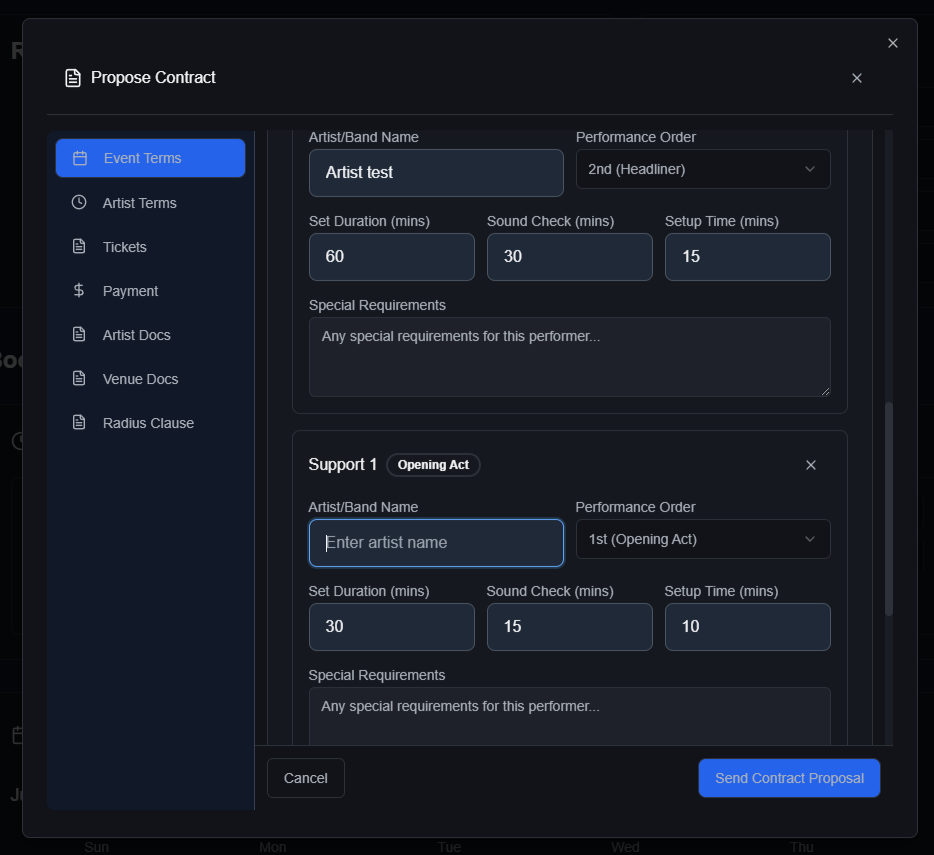 Propose Contract
Event Terms
Artist Terms
Tickets
Payment
Artist Docs
Venue Docs
Radius Clause
Artist/Band Name
Performance Order
Artist test
2nd (Headliner)
Set Duration (mins)
Sound Check (mins)
Setup Time (mins)
60
30
15
Special Requirements
Any special requirements for this performer...
Support 1
Opening Act
Artist/Band Name
Performance Order
Enter artist name
1st (Opening Act)
Set Duration (mins)
Sound Check (mins)
Setup Time (mins)
30
15
10
Special Requirements
Any special requirements for this performer...
Cancel
Send Contract Proposal
Sun
Mon
Tue
Wed
Thu